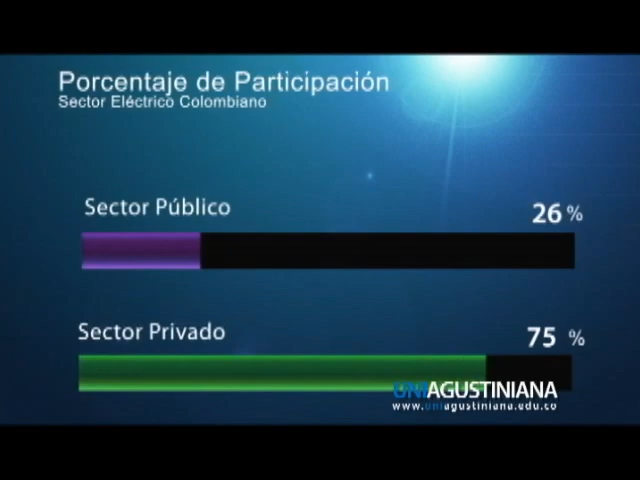 Porcentaje de Participación
Sector Eléctrico Colombiano
Sector Público 26 %
Sector Privado 75 %
UNIAGUSTINIANA
www.uniagustiniana.edu.co